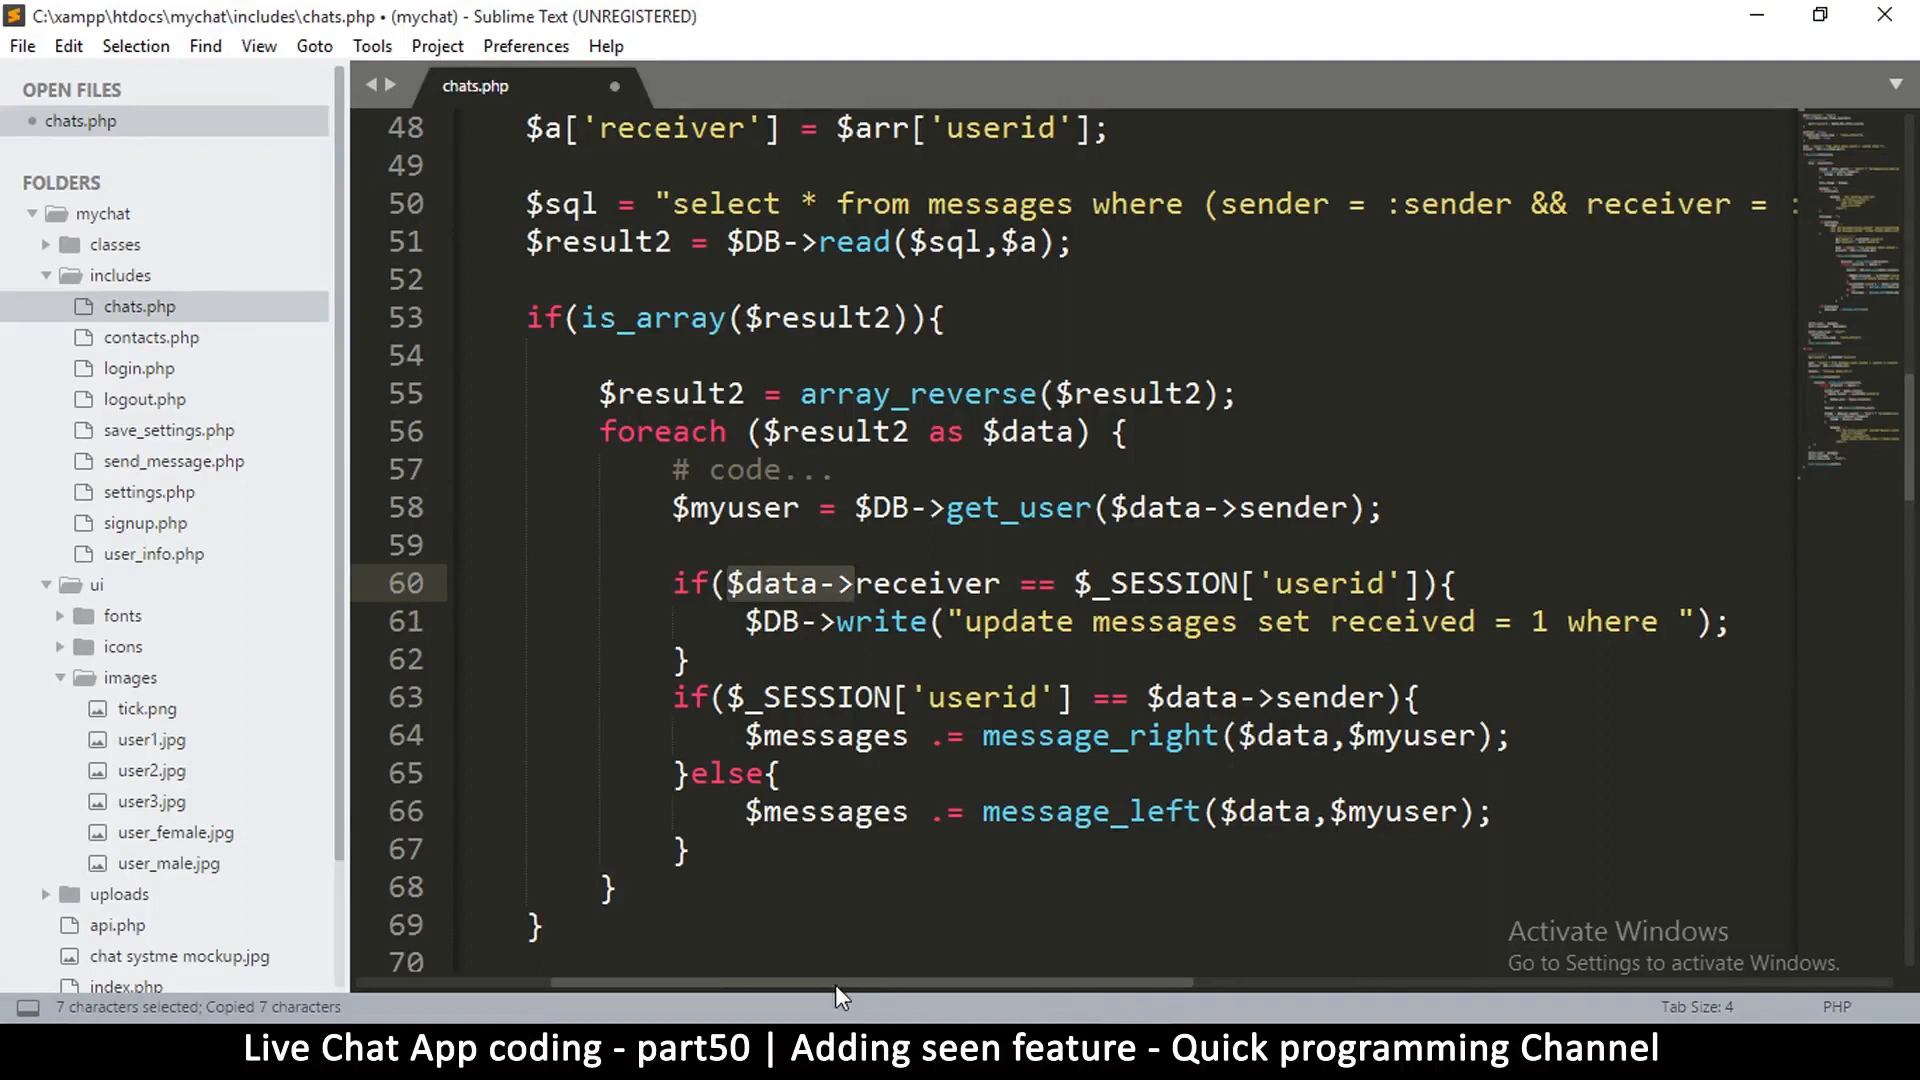 C:\xampp\htdocs\mychat\includes\chats.php • (mychat) - Sublime Text (UNREGISTERED)
File Edit Selection Find View Goto Tools Project Preferences Help
OPEN FILES
chats.php
FOLDERS
mychat
classes
includes
chats.php
contacts.php
login.php
logout.php
save_settings.php
send_message.php
settings.php
signup.php
user_info.php
ui
fonts
icons
images
tick.png
user1.jpg
user2.jpg
user3.jpg
user_female.jpg
user_male.jpg
uploads
api.php
chat systme mockup.jpg
index.php
chats.php
48 $a['receiver'] = $arr['userid'];
49
50 $sql = "select * from messages where (sender = :sender && receiver = :
51 $result2 = $DB->read($sql,$a);
52
53 if(is_array($result2)){
54
55 $result2 = array_reverse($result2);
56 foreach ($result2 as $data) {
57 # code...
58 $myuser = $DB->get_user($data->sender);
59
60 if($data->receiver == $_SESSION['userid']){
61 $DB->write("update messages set received = 1 where ");
62 }
63 if($_SESSION['userid'] == $data->sender){
64 $messages .= message_right($data,$myuser);
65 }else{
66 $messages .= message_left($data,$myuser);
67 }
68 }
69 }
70
Activate Windows
Go to Settings to activate Windows.
7 characters selected; Copied 7 characters
Tab Size: 4
PHP
Live Chat App coding - part50 | Adding seen feature - Quick programming Channel